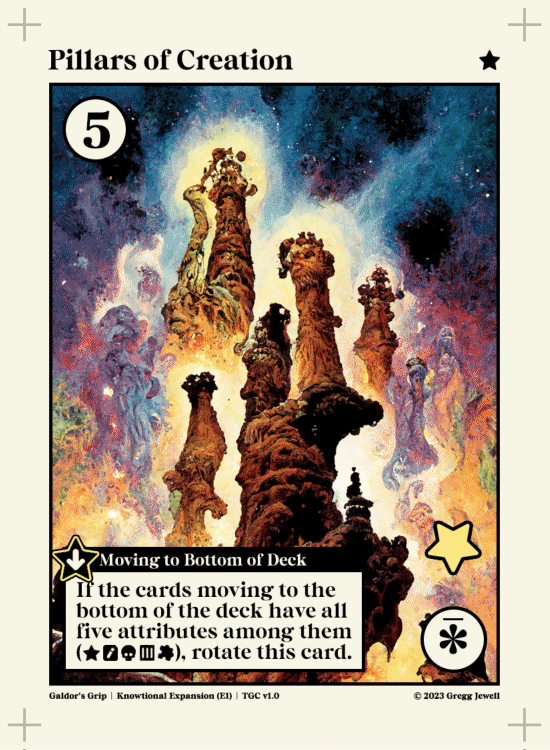 Pillars of Creation
5
Moving to Bottom of Deck
If the cards moving to the
bottom of the deck have all
five attributes among them
(★), rotate this card.
*
Galdor's Grip | Knowtional Expansion (E1) | TGC v1.0
© 2023 Gregg Jewell